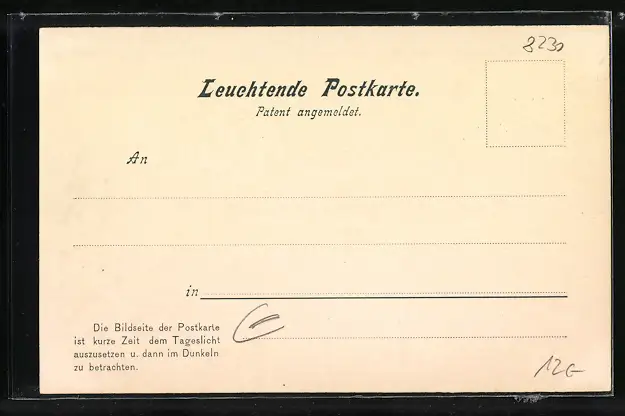 8230
Leuchtende Postkarte.
Patent angemeldet.
An
in
Die Bildseite der Postkarte
ist kurze Zeit dem Tageslicht
auszusetzen u. dann im Dunkeln
zu betrachten.
12€